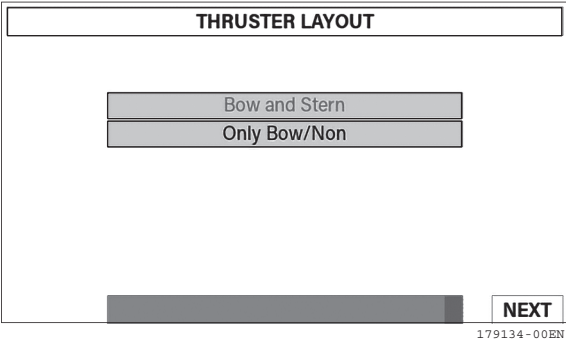 THRUSTER LAYOUT
Bow and Stern
Only Bow/Non
NEXT
179134-00EN